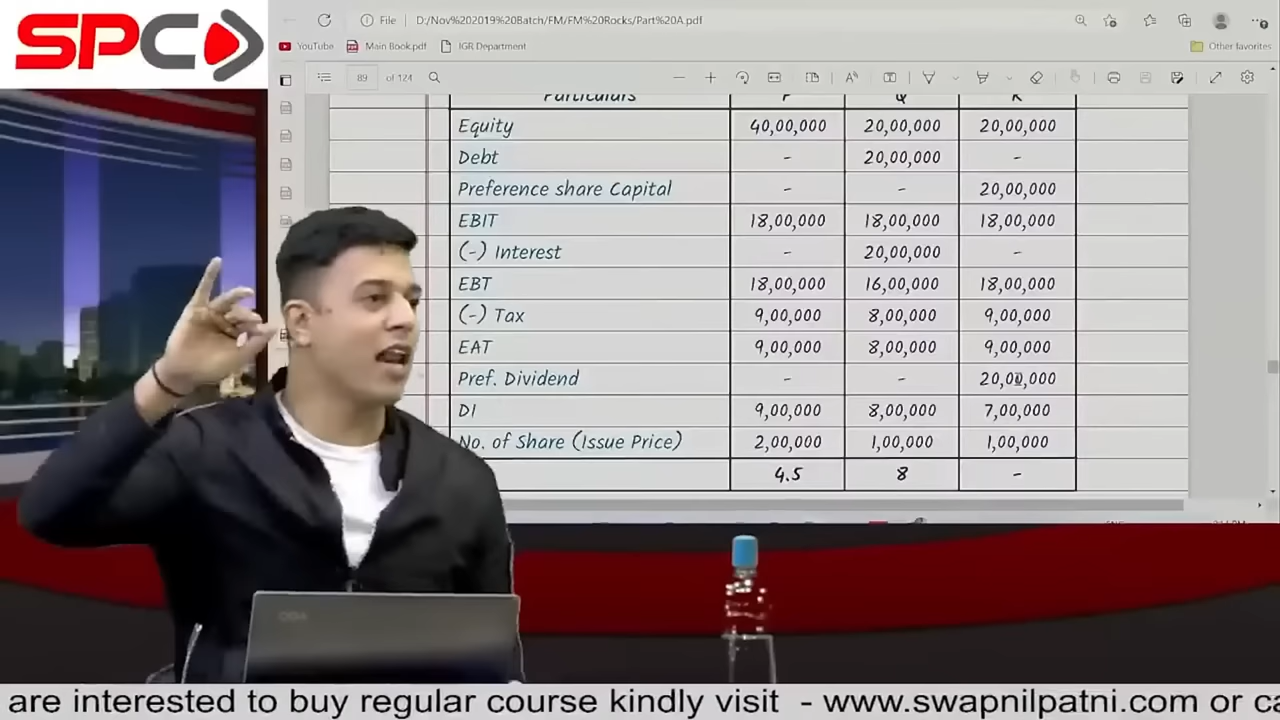 SPC
File D:/Nov%202019%20Batch/FM/FM%20Rocks/Part%20A.pdf
YouTube Main Book.pdf IGR Department Other favorites
89 of 124
Particulars P Q R
Equity 40,00,000 20,00,000 20,00,000
Debt - 20,00,000 -
Preference share Capital - - 20,00,000
EBIT 18,00,000 18,00,000 18,00,000
(-) Interest - 20,00,000 -
EBT 18,00,000 16,00,000 18,00,000
(-) Tax 9,00,000 8,00,000 9,00,000
EAT 9,00,000 8,00,000 9,00,000
Pref. Dividend - - 20,00,000
DI 9,00,000 8,00,000 7,00,000
No. of Share (Issue Price) 2,00,000 1,00,000 1,00,000
4.5 8 -
are interested to buy regular course kindly visit - www.swapnilpatni.com or ca